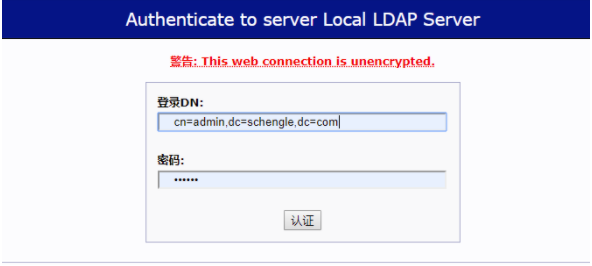 Authenticate to server Local LDAP Server
警告: This web connection is unencrypted.
登录DN:
cn=admin,dc=schengle,dc=com
密码:
••••••
认证